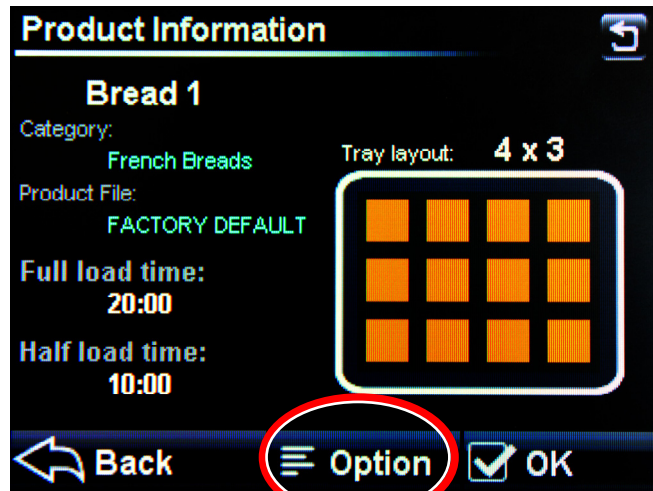 Product Information
Bread 1
Category:
French Breads
Product File:
FACTORY DEFAULT
Full load time:
20:00
Half load time:
10:00
Tray layout: 4 x 3
Back
Option
OK